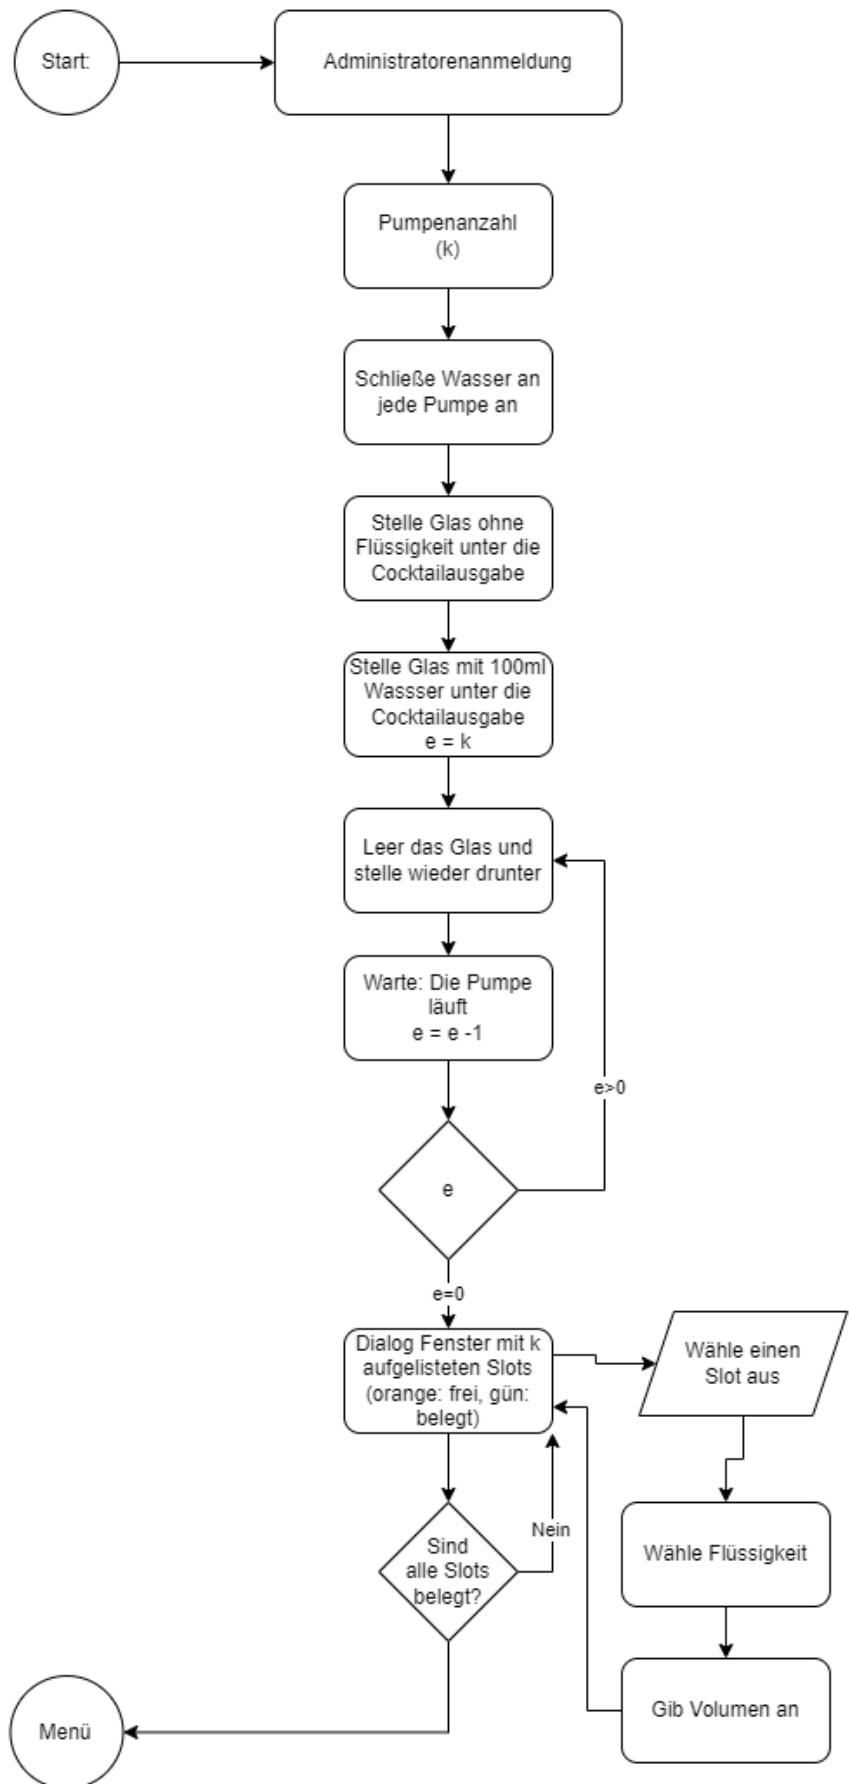 Start:
Administratorenanmeldung
Pumpenanzahl
(k)
Schließe Wasser an
jede Pumpe an
Stelle Glas ohne
Flüssigkeit unter die
Cocktailausgabe
Stelle Glas mit 100ml
Wassser unter die
Cocktailausgabe
e = k
Leer das Glas und
stelle wieder drunter
Warte: Die Pumpe
läuft
e = e -1
e>0
e
e=0
Dialog Fenster mit k
aufgelisteten Slots
(orange: frei, gün:
belegt)
Wähle einen
Slot aus
Nein
Sind
alle Slots
belegt?
Wähle Flüssigkeit
Gib Volumen an
Menü